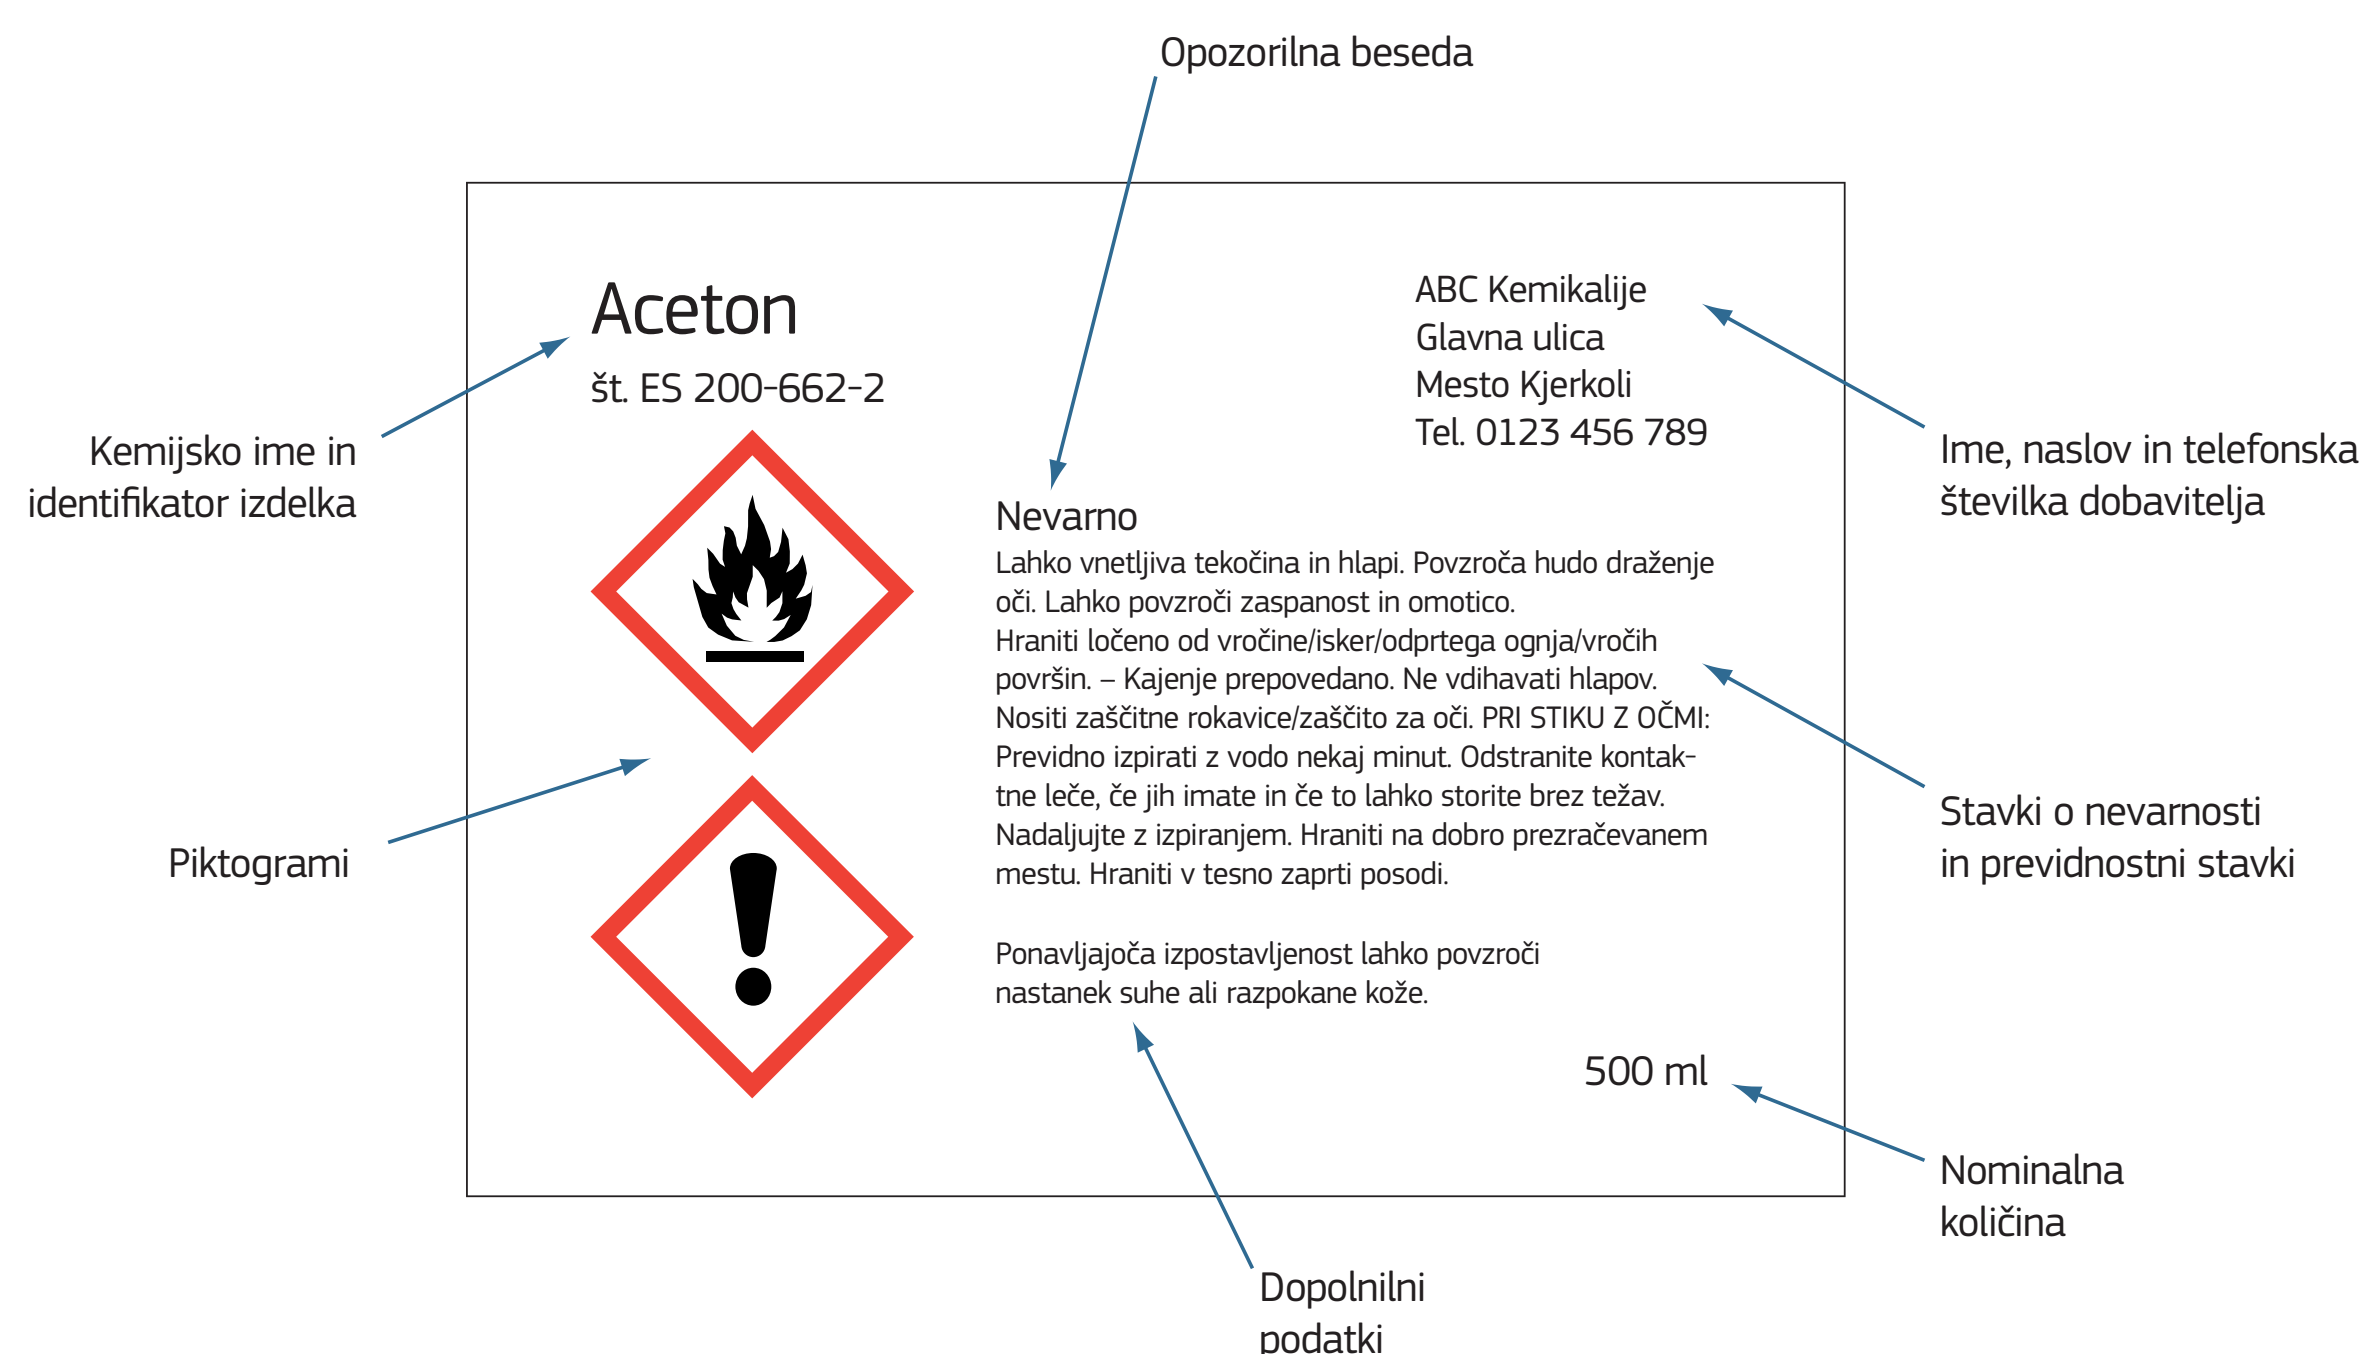 Opozorilna beseda
Aceton
št. ES 200-662-2
ABC Kemikalije
Glavna ulica
Mesto Kjerkoli
Tel. 0123 456 789
Kemijsko ime in
identifikator izdelka
Ime, naslov in telefonska
številka dobavitelja
Nevarno
Lahko vnetljiva tekočina in hlapi. Povzroča hudo draženje
oči. Lahko povzroči zaspanost in omotico.
Hraniti ločeno od vročine/isker/odprtega ognja/vročih
površin. – Kajenje prepovedano. Ne vdihavati hlapov.
Nositi zaščitne rokavice/zaščito za oči. PRI STIKU Z OČMI:
Previdno izpirati z vodo nekaj minut. Odstranite kontak-
tne leče, če jih imate in če to lahko storite brez težav.
Nadaljujte z izpiranjem. Hraniti na dobro prezračevanem
mestu. Hraniti v tesno zaprti posodi.
Piktogrami
Stavki o nevarnosti
in previdnostni stavki
Ponavljajoča izpostavljenost lahko povzroči
nastanek suhe ali razpokane kože.
500 ml
Nominalna
količina
Dopolnilni
podatki